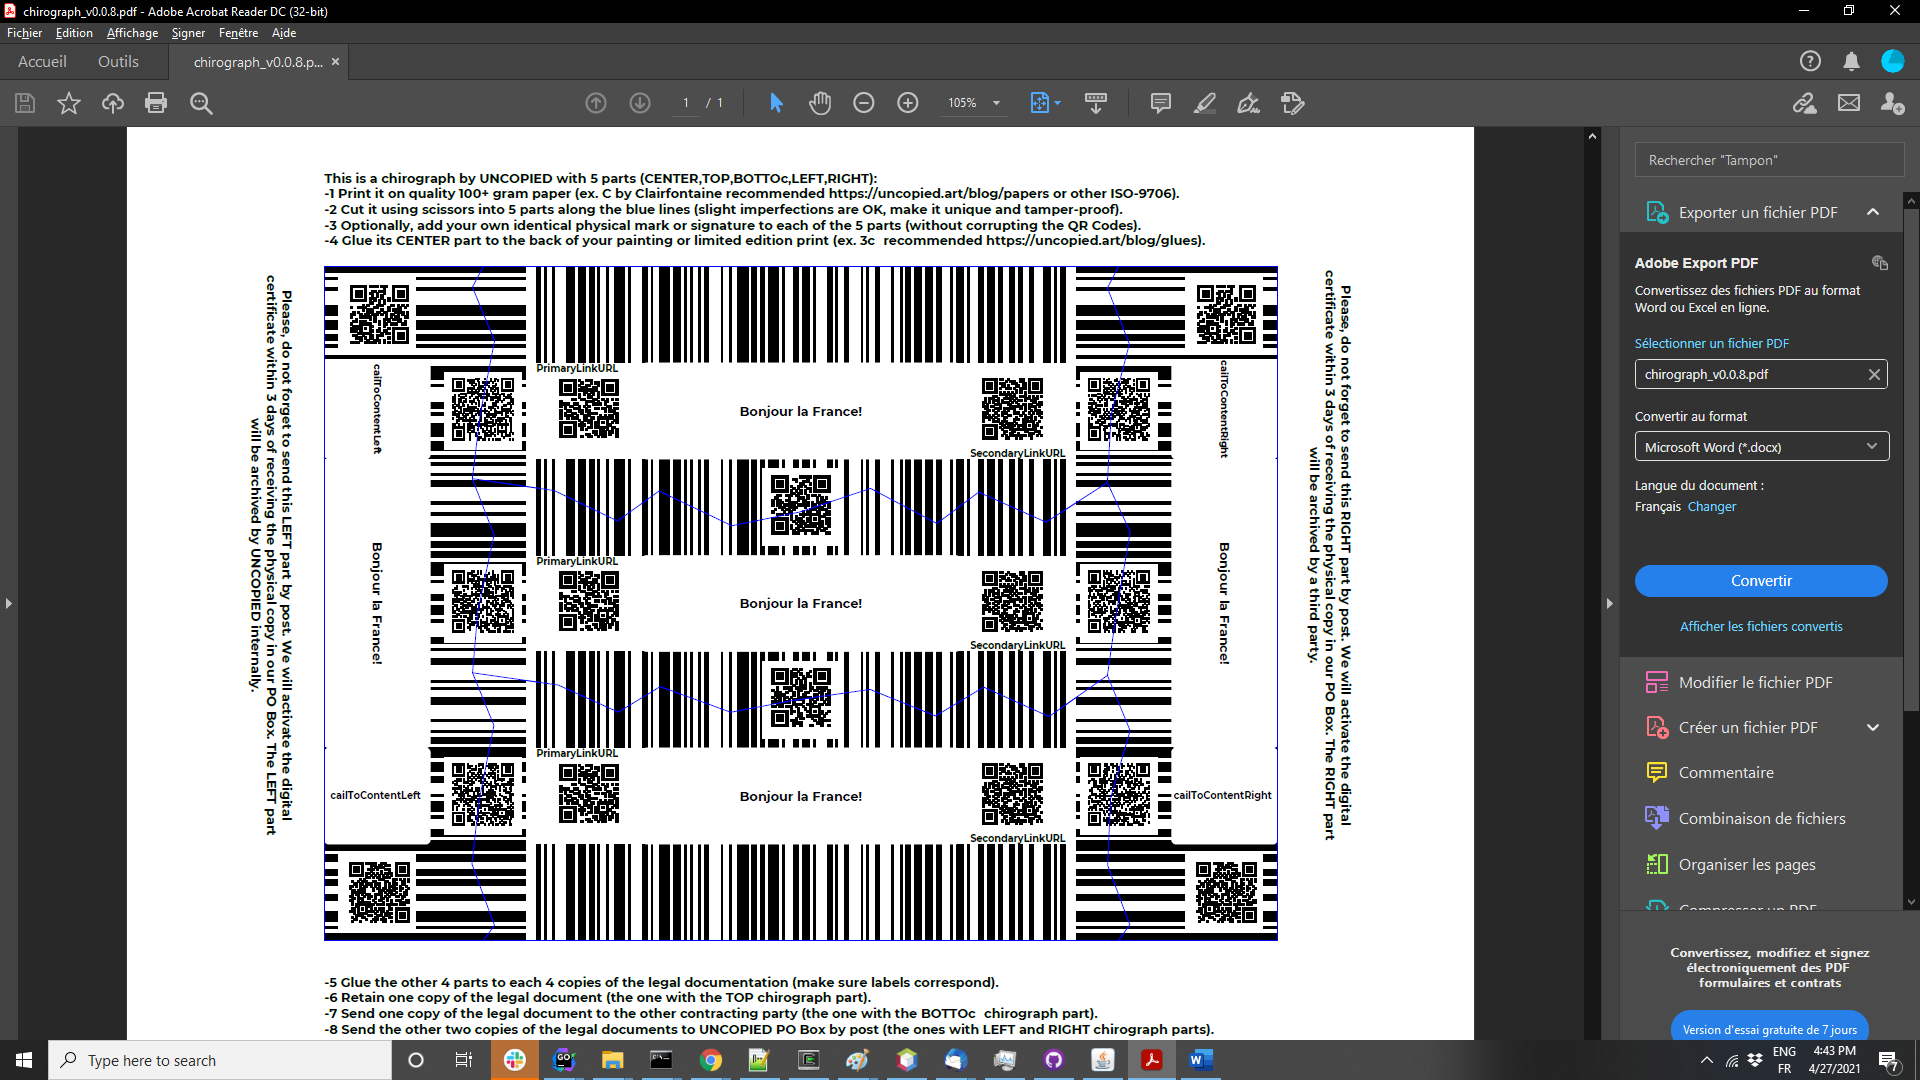 chirograph_v0.0.8.pdf - Adobe Acrobat Reader DC (32-bit)
Fichier Edition Affichage Signer Fenêtre Aide
Accueil Outils chirograph_v0.0.8.p... ×
1 / 1 105%
This is a chirograph by UNCOPIED with 5 parts (CENTER,TOP,BOTTOc,LEFT,RIGHT):
-1 Print it on quality 100+ gram paper (ex. C by Clairfontaine recommended https://uncopied.art/blog/papers or other ISO-9706).
-2 Cut it using scissors into 5 parts along the blue lines (slight imperfections are OK, make it unique and tamper-proof).
-3 Optionally, add your own identical physical mark or signature to each of the 5 parts (without corrupting the QR Codes).
-4 Glue its CENTER part to the back of your painting or limited edition print (ex. 3c recommended https://uncopied.art/blog/glues).
Please, do not forget to send this LEFT part by post. We will activate the digital
certificate within 3 days of receiving the physical copy in our PO Box. The LEFT part
will be archived by UNCOPIED internally.
cailToContentLeft
Bonjour la France!
cailToContentLeft
PrimaryLinkURL
Bonjour la France!
SecondaryLinkURL
PrimaryLinkURL
Bonjour la France!
SecondaryLinkURL
PrimaryLinkURL
Bonjour la France!
SecondaryLinkURL
cailToContentRight
Bonjour la France!
cailToContentRight
Please, do not forget to send this RIGHT part by post. We will activate the digital
certificate within 3 days of receiving the physical copy in our PO Box. The RIGHT part
will be archived by a third party.
-5 Glue the other 4 parts to each 4 copies of the legal documentation (make sure labels correspond).
-6 Retain one copy of the legal document (the one with the TOP chirograph part).
-7 Send one copy of the legal document to the other contracting party (the one with the BOTTOc chirograph part).
-8 Send the other two copies of the legal documents to UNCOPIED PO Box by post (the ones with LEFT and RIGHT chirograph parts).
Rechercher "Tampon"
Exporter un fichier PDF
Adobe Export PDF
Convertissez des fichiers PDF au format
Word ou Excel en ligne.
Sélectionner un fichier PDF
chirograph_v0.0.8.pdf
Convertir au format
Microsoft Word (*.docx)
Langue du document :
Français Changer
Convertir
Afficher les fichiers convertis
Modifier le fichier PDF
Créer un fichier PDF
Commentaire
Combinaison de fichiers
Organiser les pages
Compresser un PDF
Convertissez, modifiez et signez
électroniquement des PDF
formulaires et contrats
Version d'essai gratuite de 7 jours
Type here to search
ENG
FR
4:43 PM
4/27/2021
7